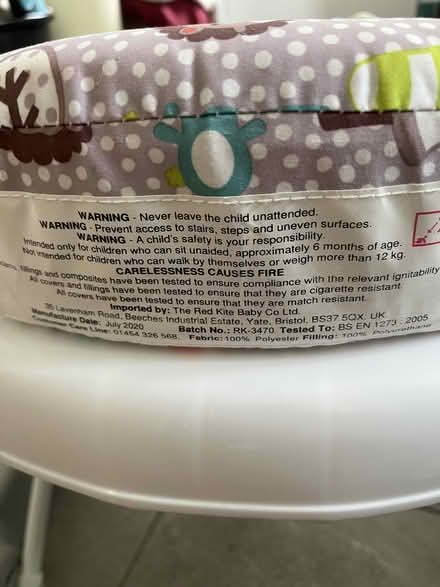 WARNING - Never leave the child unattended.
WARNING - Prevent access to stairs, steps and uneven surfaces.
WARNING - A child's safety is your responsibility.
Intended only for children who can sit unaided, approximately 6 months of age.
Not intended for children who can walk by themselves or weigh more than 12 kg.
CARELESSNESS CAUSES FIRE
fillings and composites have been tested to ensure compliance with the relevant ignitability
All covers and fillings have been tested to ensure that they are cigarette resistant
All covers have been tested to ensure that they are match resistant.
Imported by: The Red Kite Baby Co Ltd.
35 Lavenham Road, Beeches Industrial Estate, Yate, Bristol, BS37 5QX. UK
Manufacture Date: July 2020 Batch No.: RK-3470. Tested To: BS EN 1273 - 2005
Customer Care Line: 01454 326 568. Fabric: 100% Polyester Filling: 100% Polyurethane